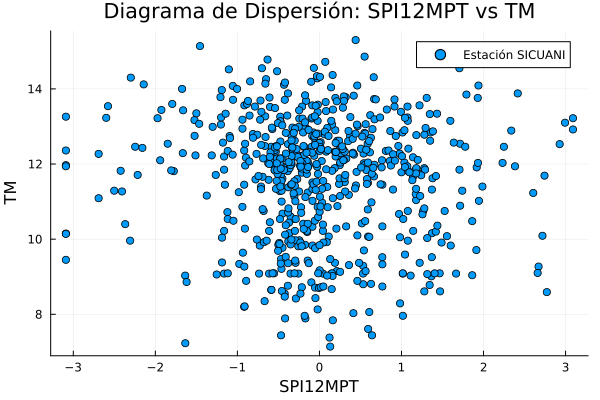 Diagrama de Dispersión: SPI12MPT vs TM
Estación SICUANI
TM
14
12
10
8
−3 −2 −1 0 1 2 3
SPI12MPT